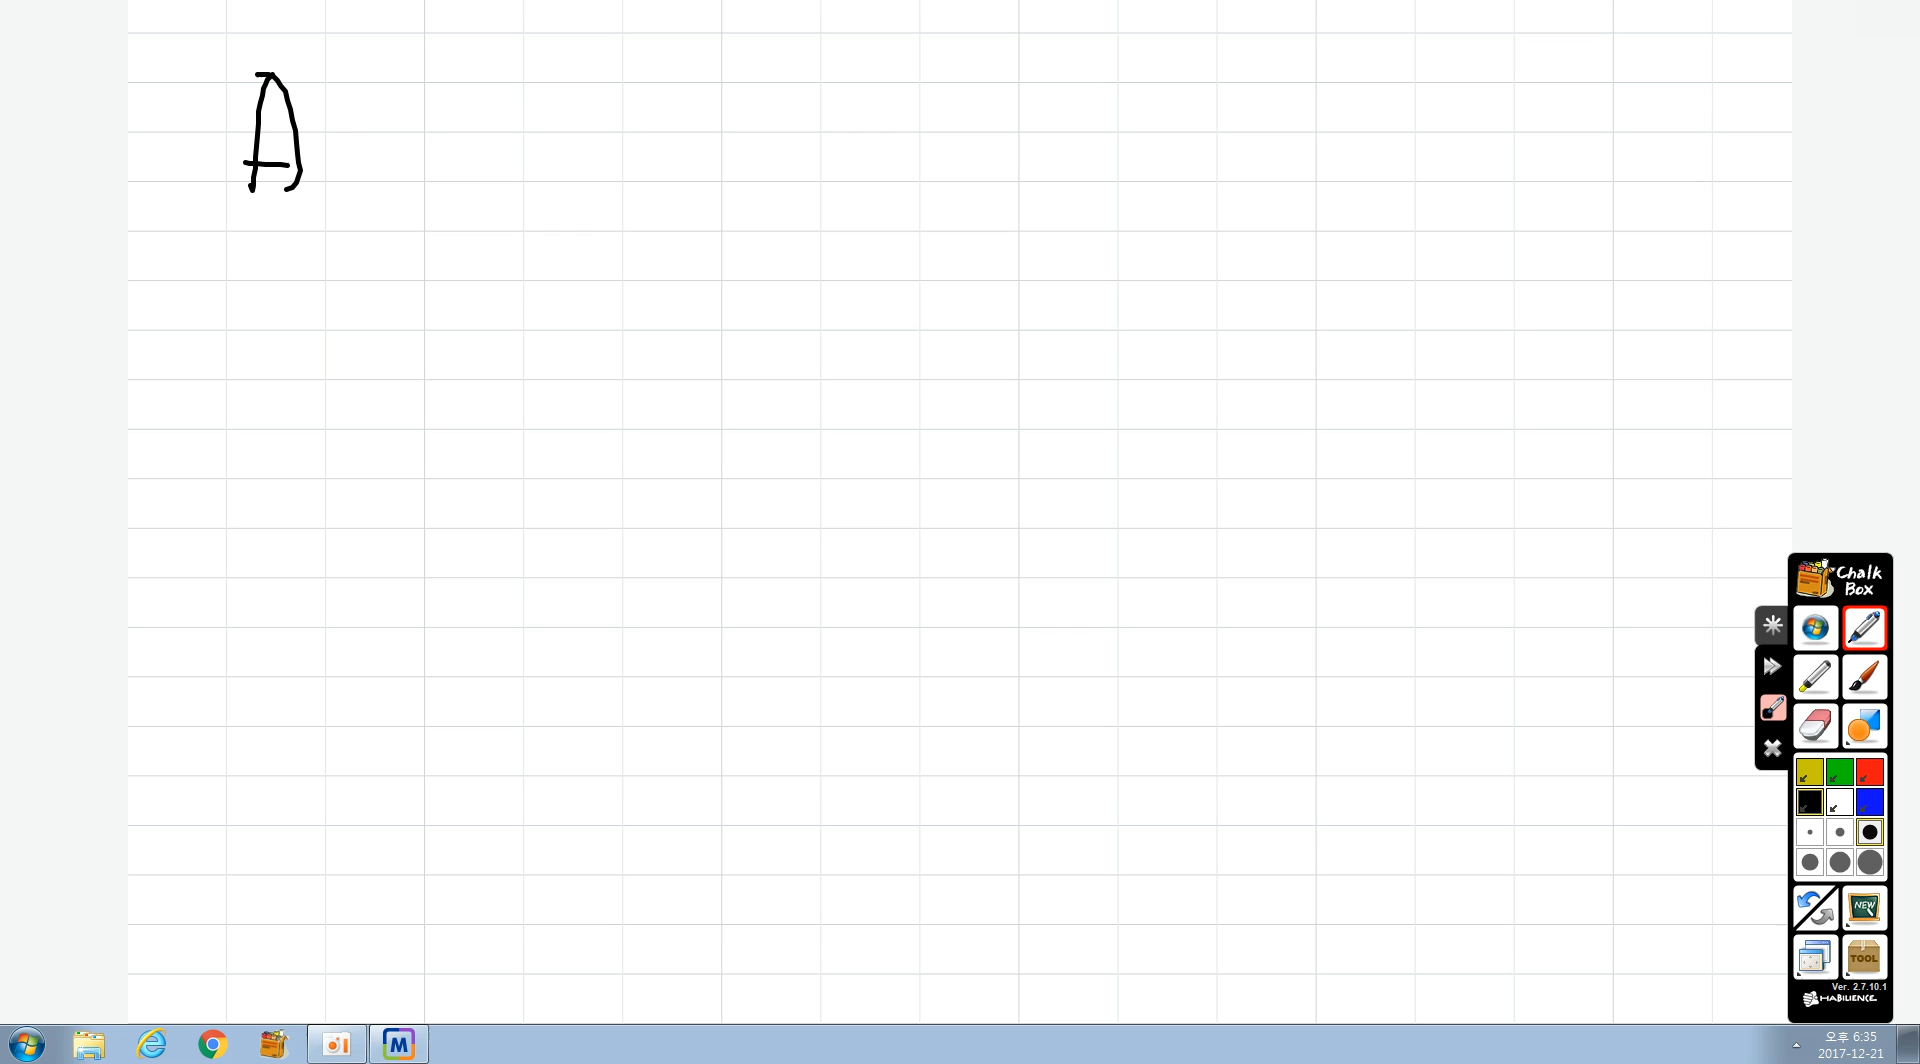 A
Chalk
Box
NEW
TOOL
Ver. 2.7.10.1
HABILIENCE
M
오후 6:35
2017-12-21